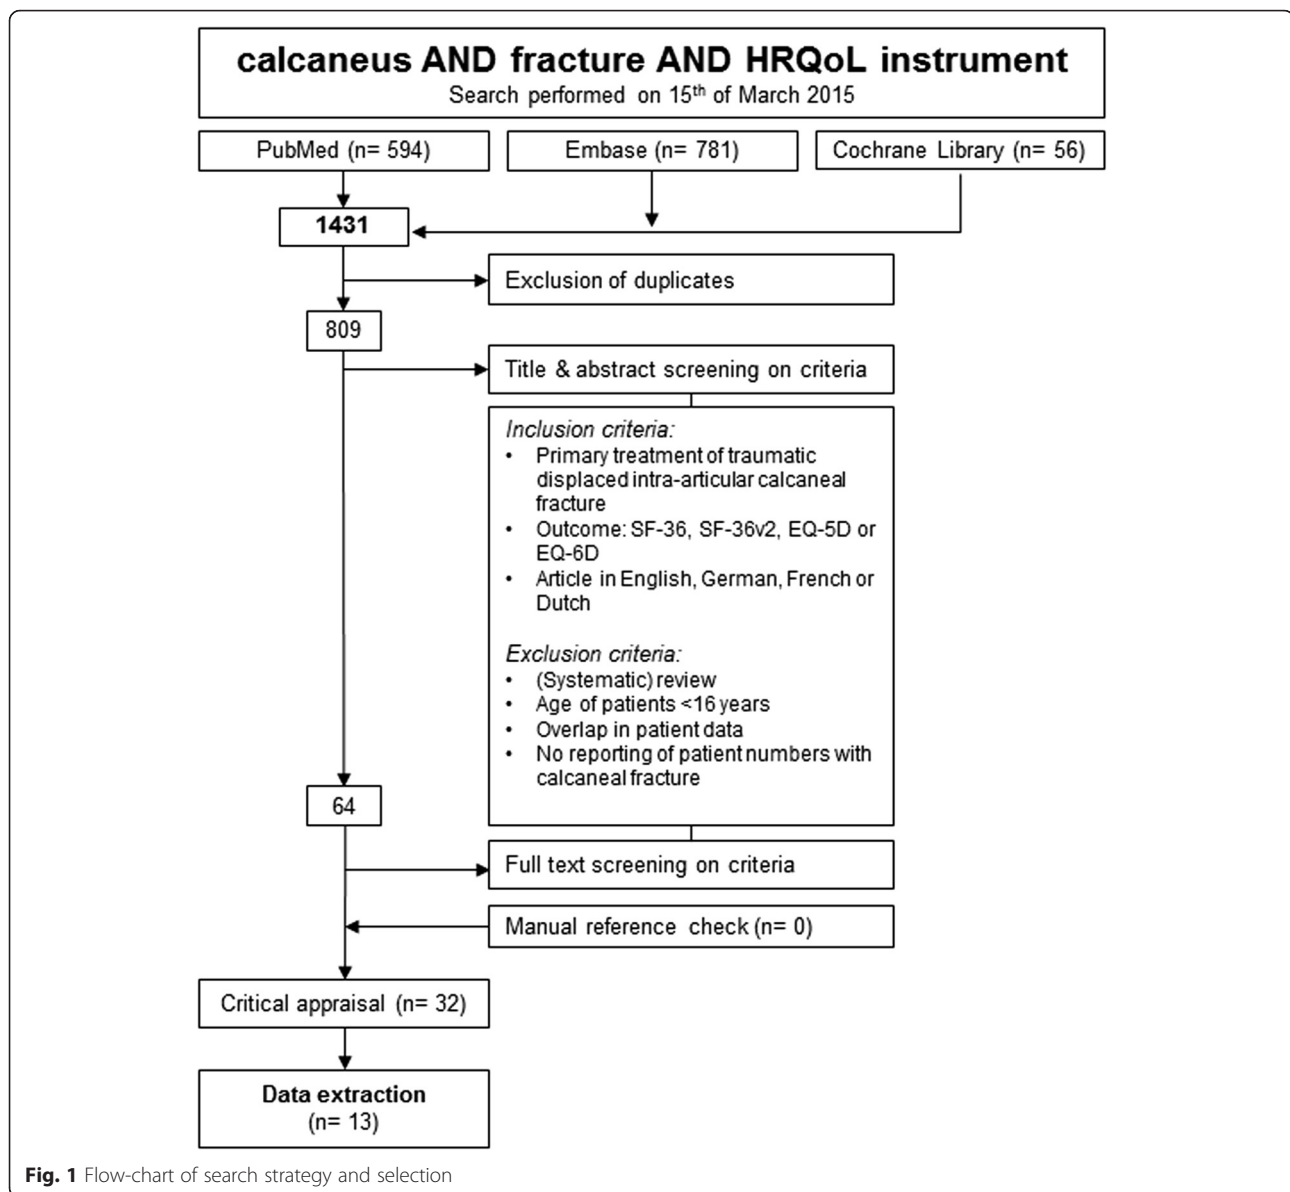 calcaneus AND fracture AND HRQoL instrument
Search performed on 15th of March 2015
PubMed (n= 594)
Embase (n= 781)
Cochrane Library (n= 56)
1431
Exclusion of duplicates
809
Title & abstract screening on criteria
Inclusion criteria:
• Primary treatment of traumatic
displaced intra-articular calcaneal
fracture
• Outcome: SF-36, SF-36v2, EQ-5D or
EQ-6D
• Article in English, German, French or
Dutch
Exclusion criteria:
• (Systematic) review
• Age of patients <16 years
• Overlap in patient data
• No reporting of patient numbers with
calcaneal fracture
64
Full text screening on criteria
Manual reference check (n= 0)
Critical appraisal (n= 32)
Data extraction
(n= 13)
Fig. 1 Flow-chart of search strategy and selection